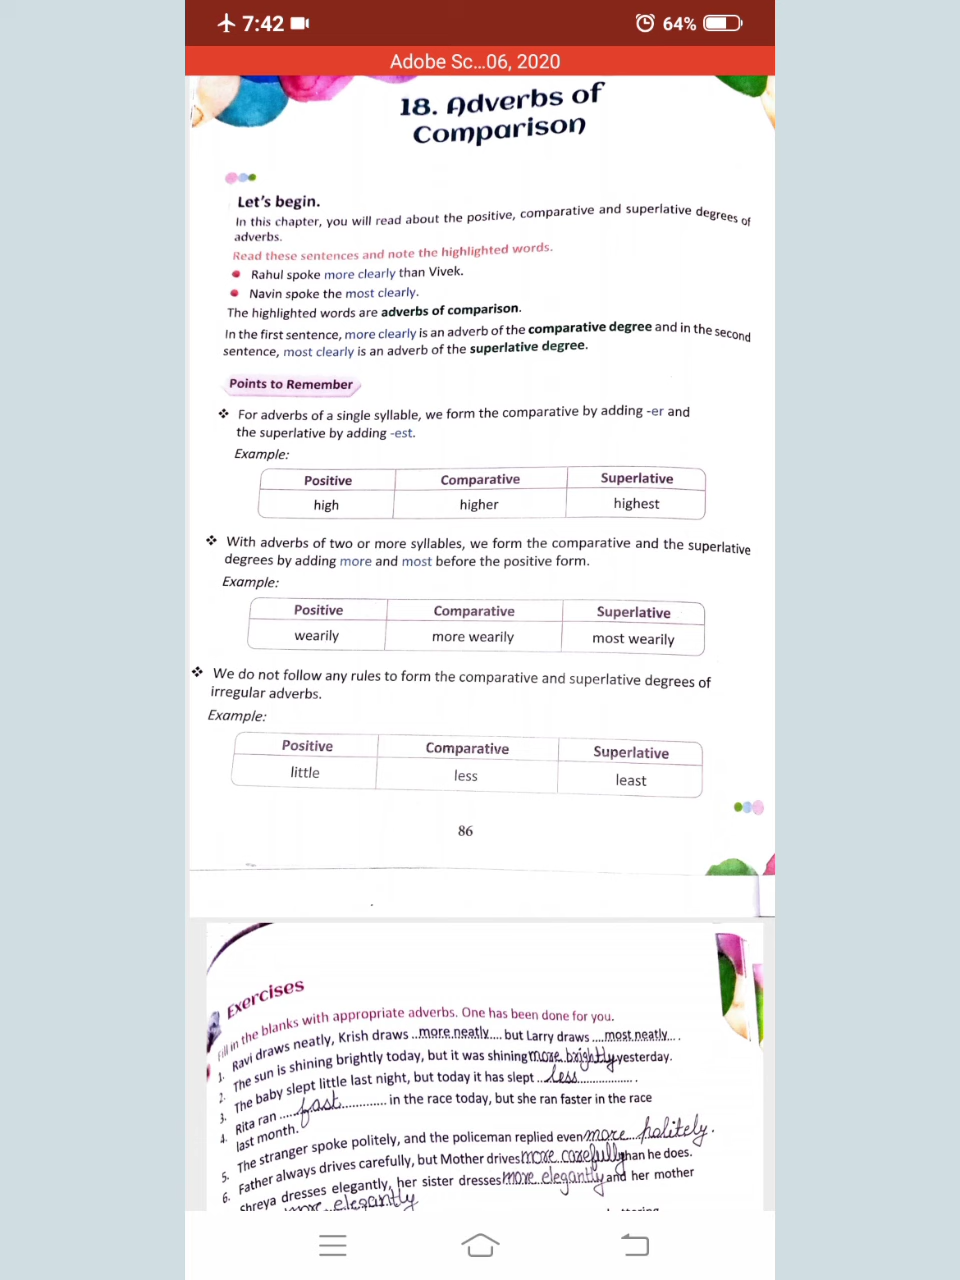 7:42
64%
Adobe Sc...06, 2020
18. Adverbs of
Comparison
Let's begin.
In this chapter, you will read about the positive, comparative and superlative degrees of
adverbs.
Read these sentences and note the highlighted words.
Rahul spoke more clearly than Vivek.
Navin spoke the most clearly.
The highlighted words are adverbs of comparison.
In the first sentence, more clearly is an adverb of the comparative degree and in the second
sentence, most clearly is an adverb of the superlative degree.
Points to Remember
❖ For adverbs of a single syllable, we form the comparative by adding -er and
the superlative by adding -est.
Example:
Positive Comparative Superlative
high higher highest
❖ With adverbs of two or more syllables, we form the comparative and the superlative
degrees by adding more and most before the positive form.
Example:
Positive Comparative Superlative
wearily more wearily most wearily
❖ We do not follow any rules to form the comparative and superlative degrees of
irregular adverbs.
Example:
Positive Comparative Superlative
little less least
86
Exercises
Fill in the blanks with appropriate adverbs. One has been done for you.
1. Ravi draws neatly, Krish draws ..more neatly.... but Larry draws ....most neatly....
2. The sun is shining brightly today, but it was shining more brightly yesterday.
3. The baby slept little last night, but today it has slept ...less.................. .
4. Rita ran .....fast............. in the race today, but she ran faster in the race
last month.
5. The stranger spoke politely, and the policeman replied even more politely.
6. Father always drives carefully, but Mother drives more carefully than he does.
Shreya dresses elegantly, her sister dresses more elegantly and her mother
more elegantly